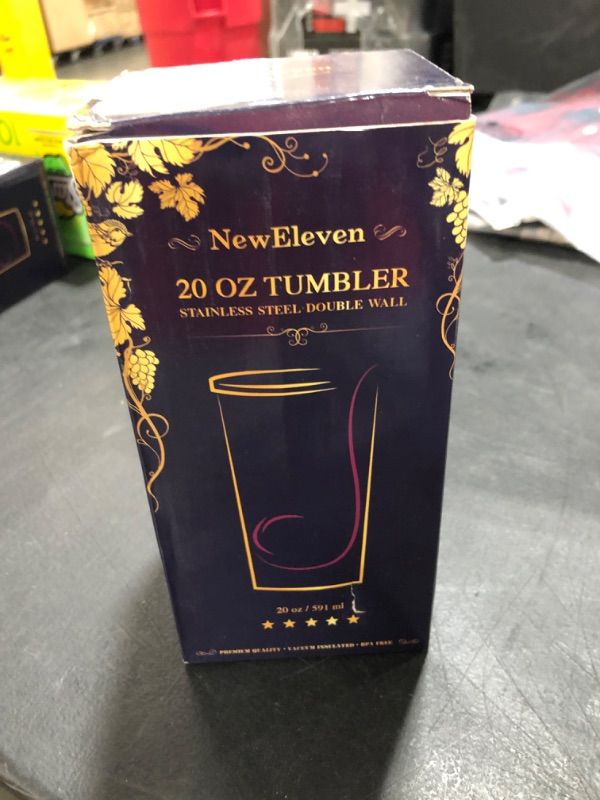 NewEleven
20 OZ TUMBLER
STAINLESS STEEL·DOUBLE WALL
20 oz / 591 ml
PREMIUM QUALITY • VACUUM INSULATED • BPA FREE